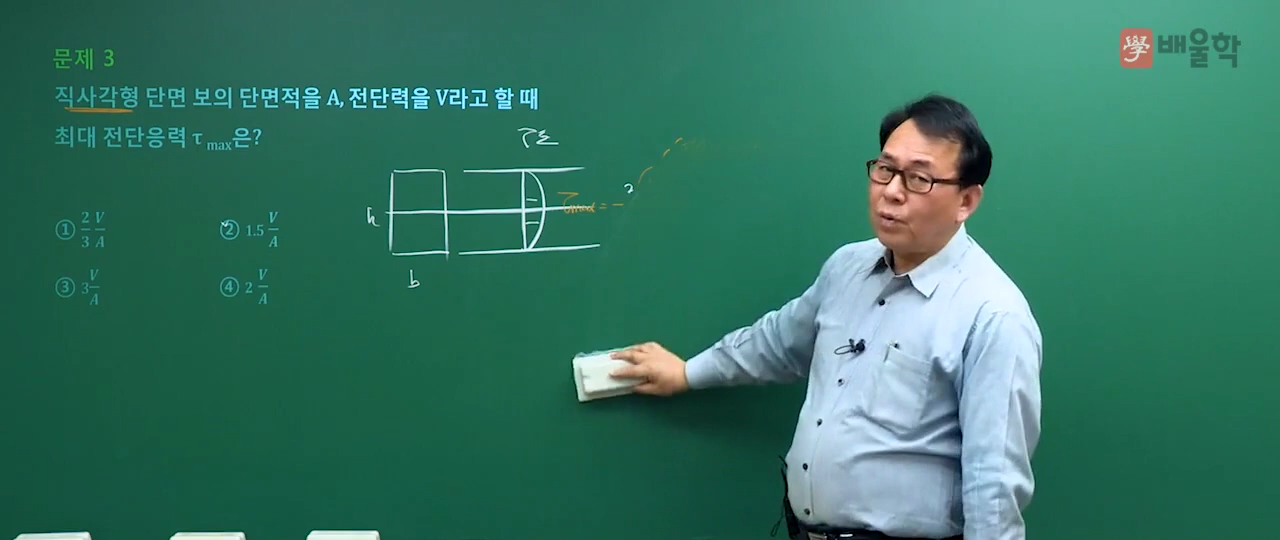 學 배울학
문제 3
직사각형 단면 보의 단면적을 A, 전단력을 V라고 할 때
최대 전단응력 τ max은?
① 2/3 V/A
② 1.5 V/A
③ 3 V/A
④ 2 V/A
h
b
τmax =
2